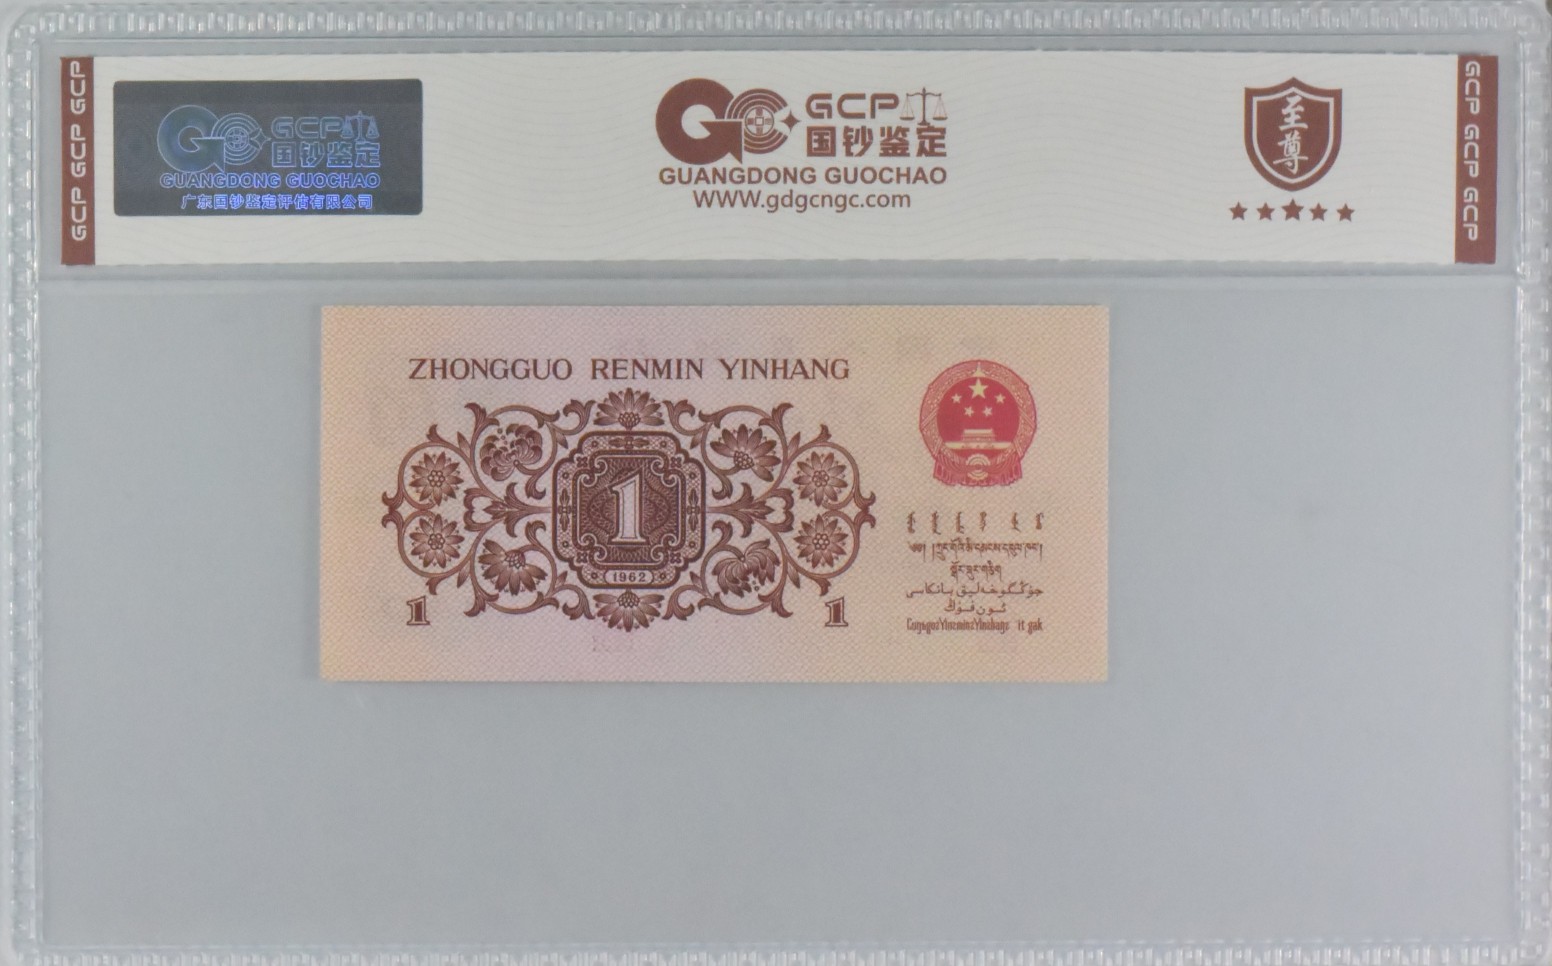 GCP GCP GCP
GCP
国钞鉴定
GUANGDONG GUOCHAO
广东国钞鉴定评估有限公司
GCP
国钞鉴定
GUANGDONG GUOCHAO
WWW.gdgcngc.com
至尊
GCP GCP GCP
ZHONGGUO RENMIN YINHANG
1
1962
1
1
جۇڭگوخەلىق بانكاسى